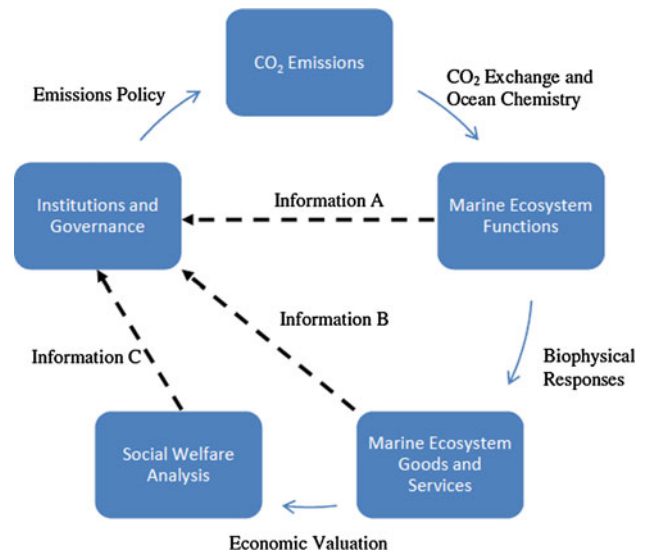 CO₂ Emissions
Emissions Policy
CO₂ Exchange and
Ocean Chemistry
Institutions and
Governance
Information A
Marine Ecosystem
Functions
Information B
Information C
Biophysical
Responses
Social Welfare
Analysis
Marine Ecosystem
Goods and
Services
Economic Valuation